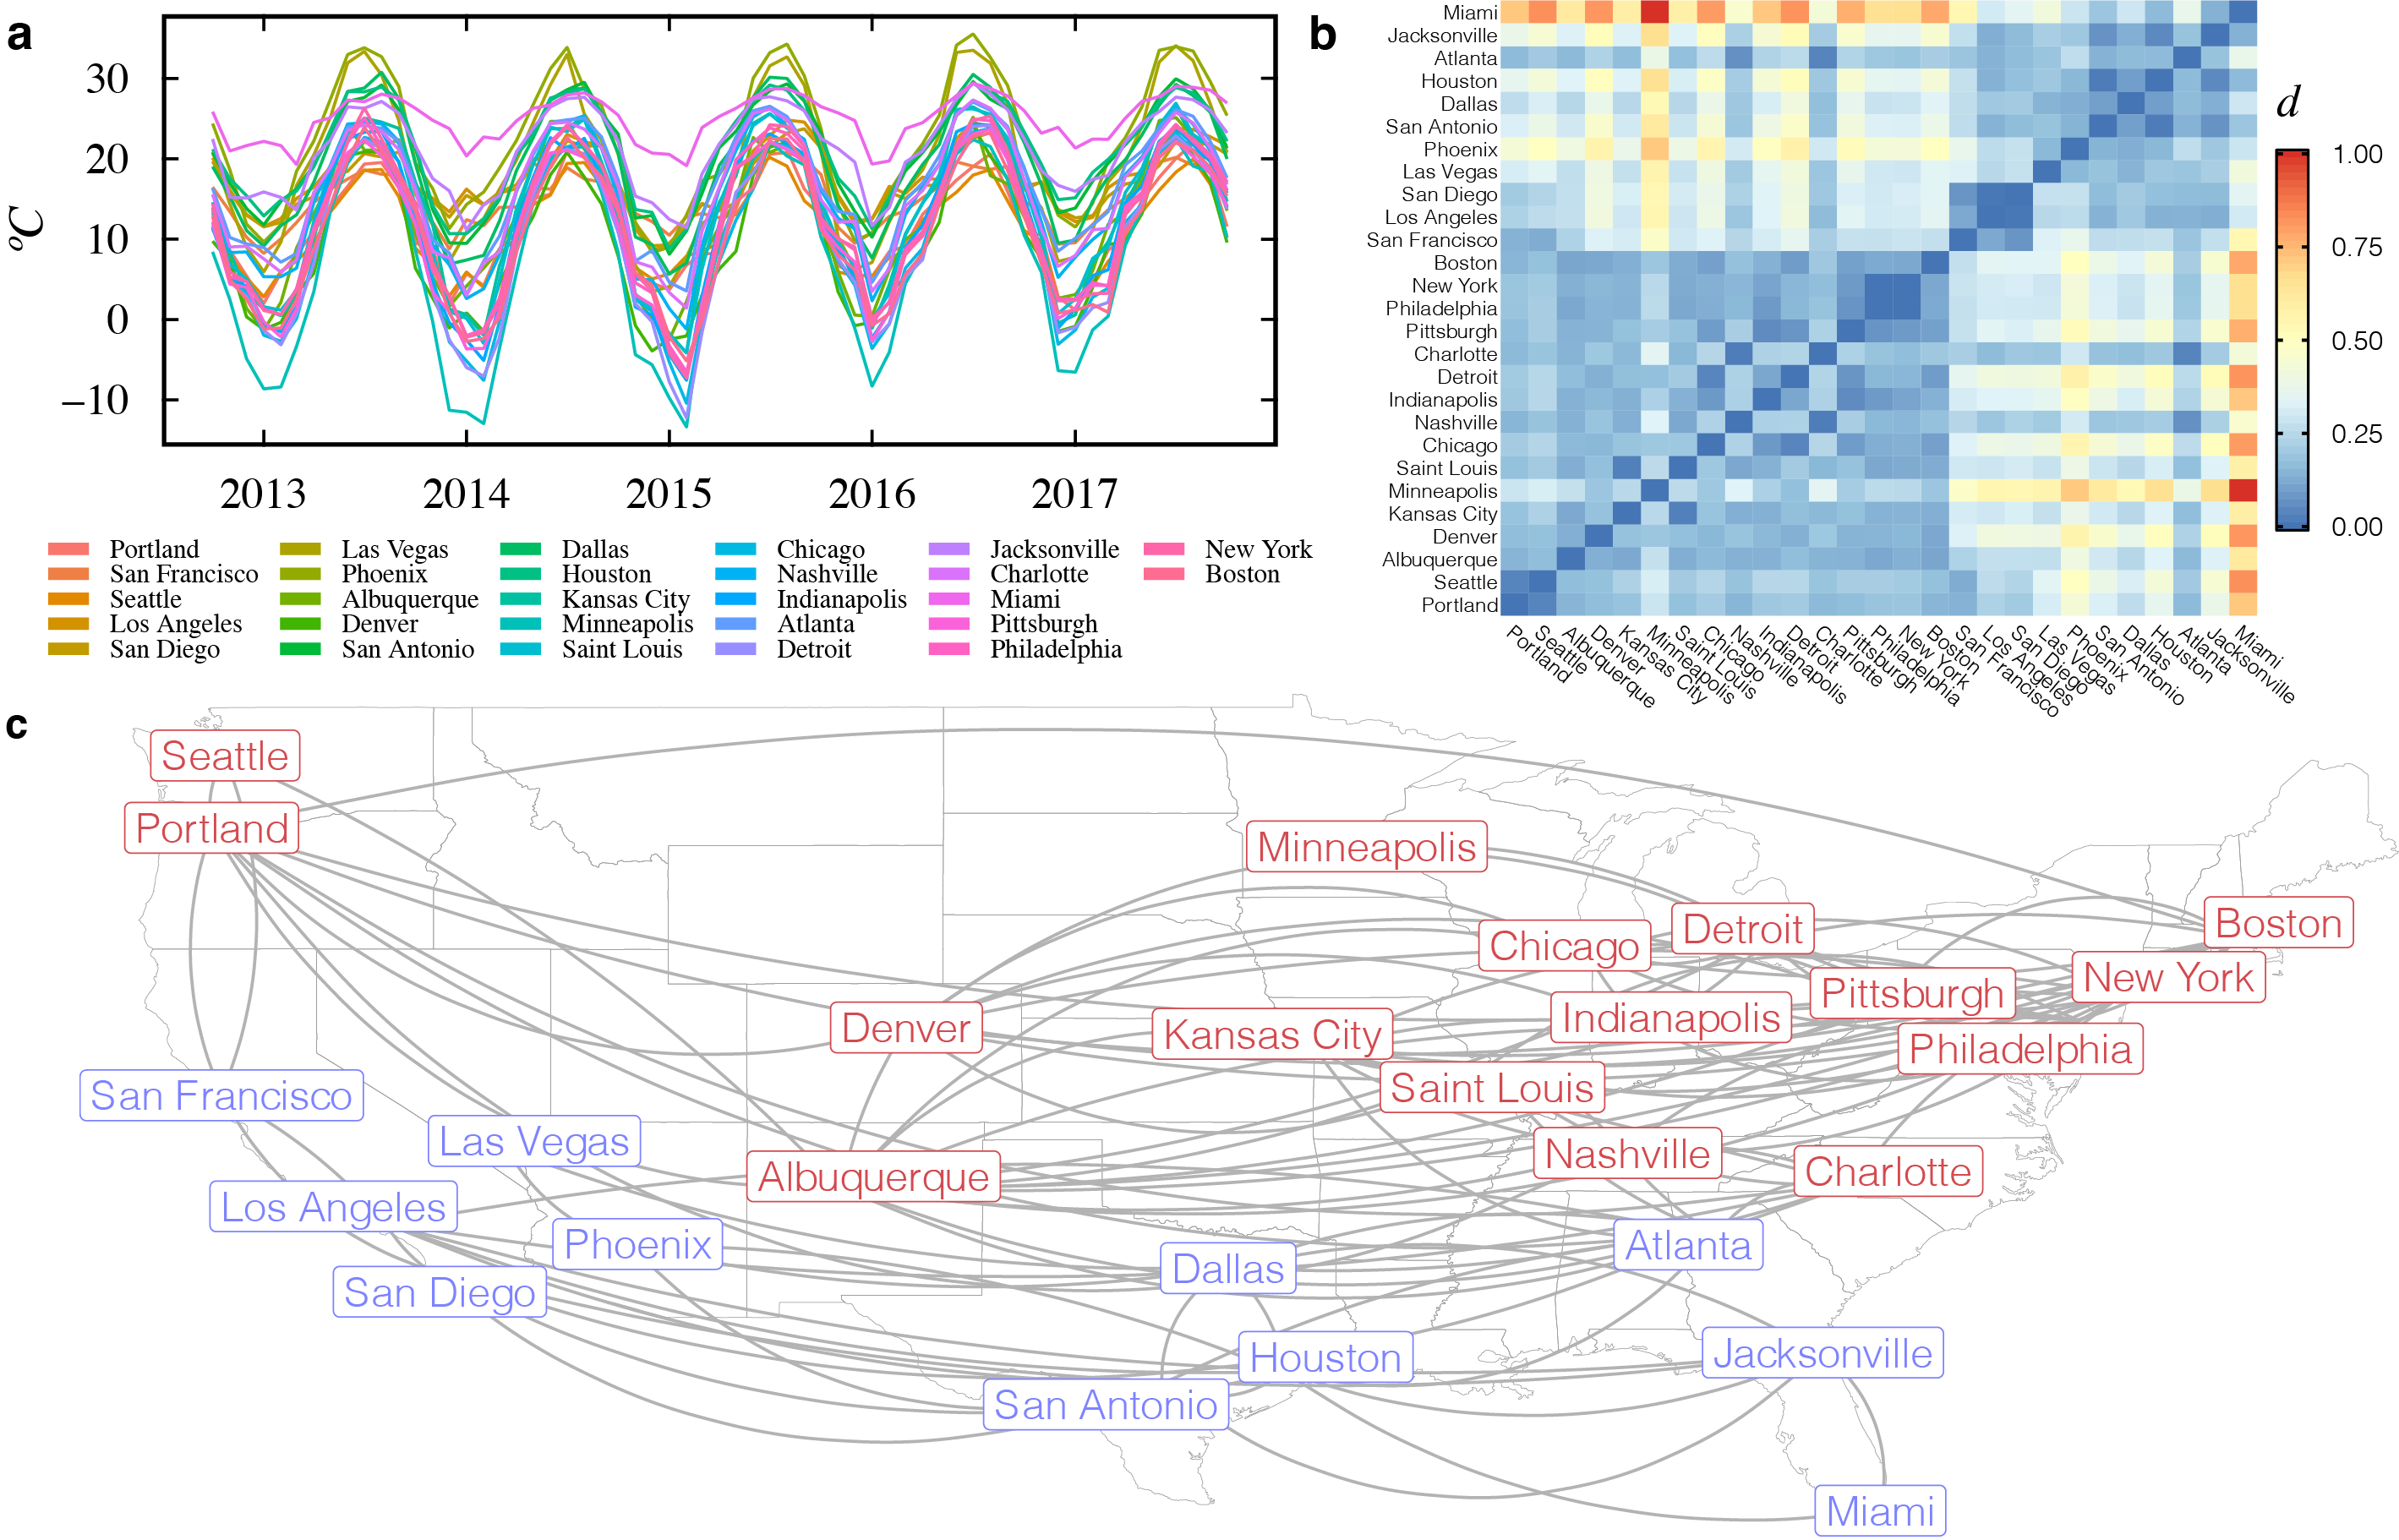 a
30
20
10
0
−10
°C
2013 2014 2015 2016 2017
Portland Las Vegas Dallas Chicago Jacksonville New York
San Francisco Phoenix Houston Nashville Charlotte Boston
Seattle Albuquerque Kansas City Indianapolis Miami
Los Angeles Denver Minneapolis Atlanta Pittsburgh
San Diego San Antonio Saint Louis Detroit Philadelphia
b
Miami
Jacksonville
Atlanta
Houston
Dallas
San Antonio
Phoenix
Las Vegas
San Diego
Los Angeles
San Francisco
Boston
New York
Philadelphia
Pittsburgh
Charlotte
Detroit
Indianapolis
Nashville
Chicago
Saint Louis
Minneapolis
Kansas City
Denver
Albuquerque
Seattle
Portland
Portland
Seattle
Albuquerque
Denver
Kansas City
Minneapolis
Saint Louis
Chicago
Nashville
Indianapolis
Detroit
Charlotte
Pittsburgh
Philadelphia
New York
Boston
San Francisco
Los Angeles
San Diego
Las Vegas
Phoenix
San Antonio
Dallas
Houston
Atlanta
Jacksonville
Miami
d
1.00
0.75
0.50
0.25
0.00
c
Seattle
Portland
Minneapolis
Boston
Detroit
Chicago
New York
Pittsburgh
Indianapolis
Denver
Kansas City
Philadelphia
Saint Louis
San Francisco
Las Vegas
Nashville
Charlotte
Albuquerque
Los Angeles
Phoenix
Atlanta
Dallas
San Diego
Houston
Jacksonville
San Antonio
Miami